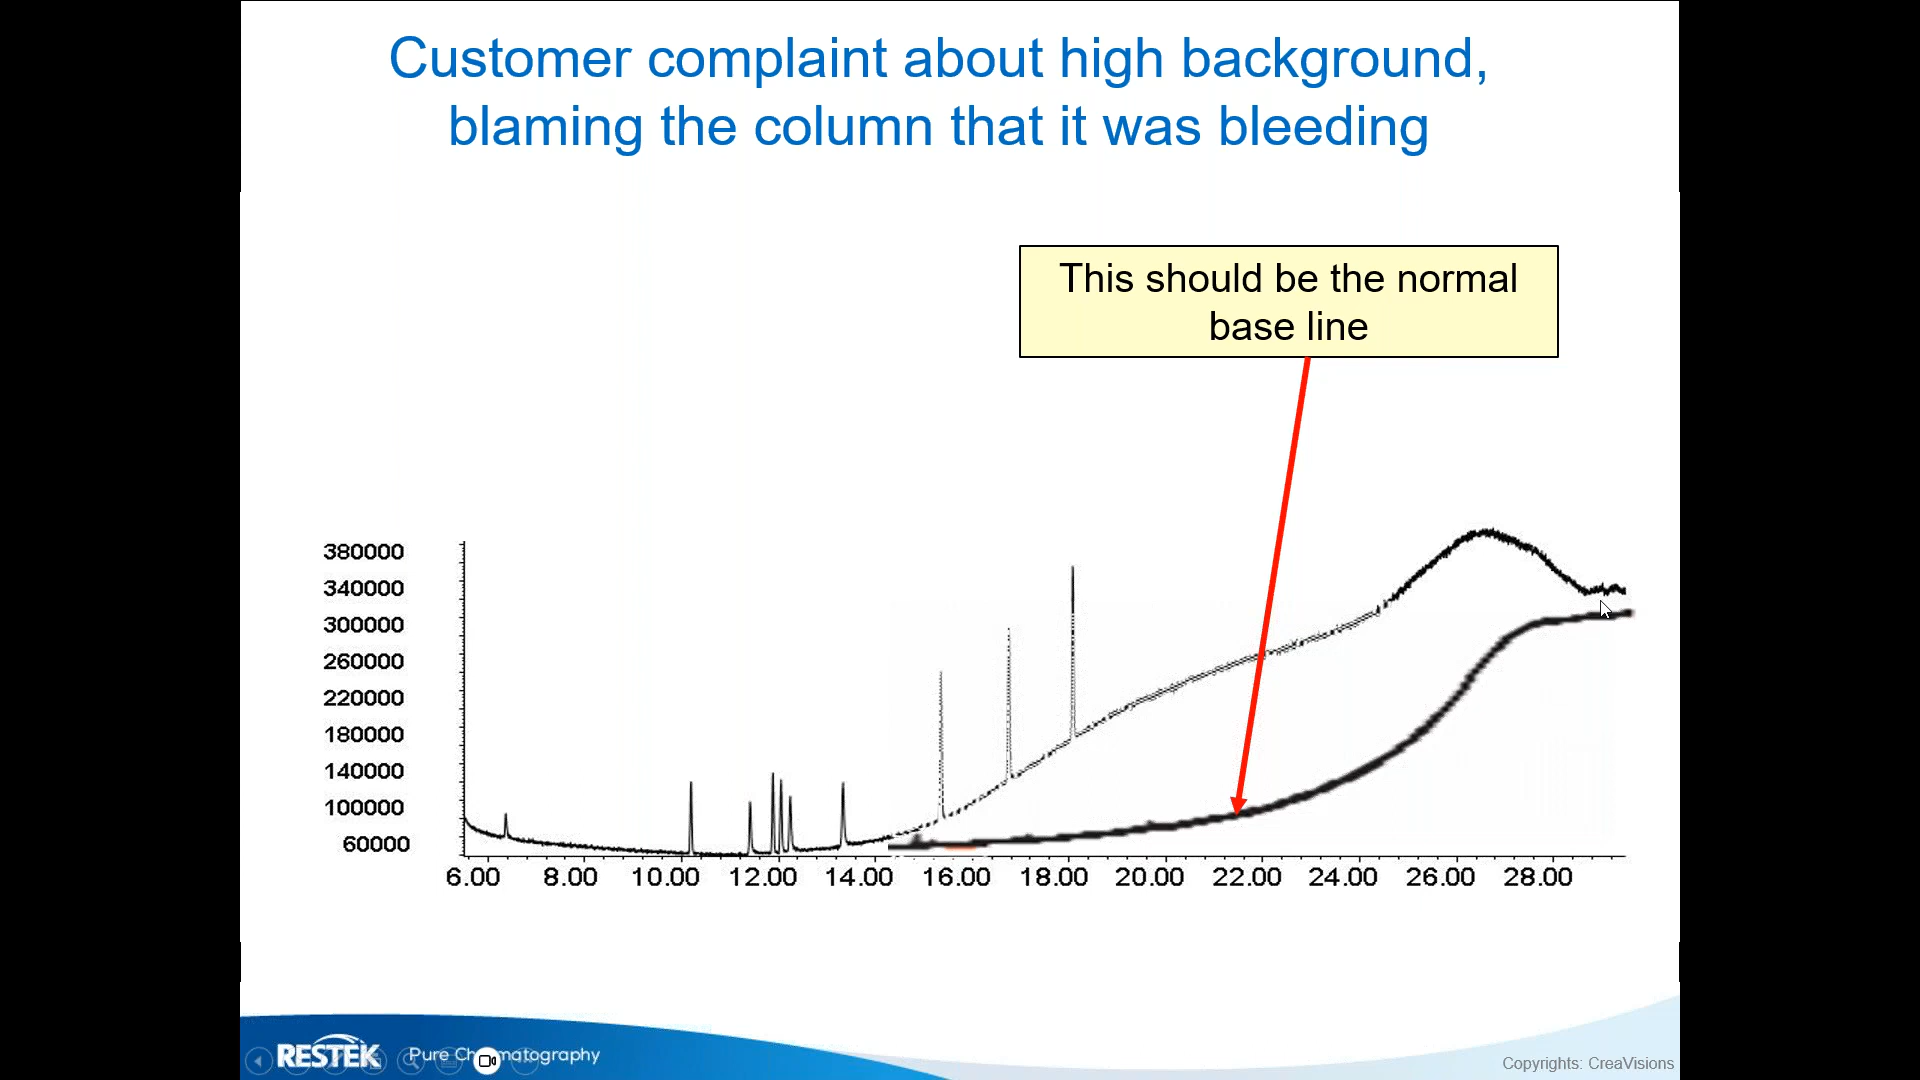 Customer complaint about high background,
blaming the column that it was bleeding
This should be the normal
base line
380000
340000
300000
260000
220000
180000
140000
100000
60000
6.00 8.00 10.00 12.00 14.00 16.00 18.00 20.00 22.00 24.00 26.00 28.00
RESTEK Pure Chromatography
Copyrights: CreaVisions